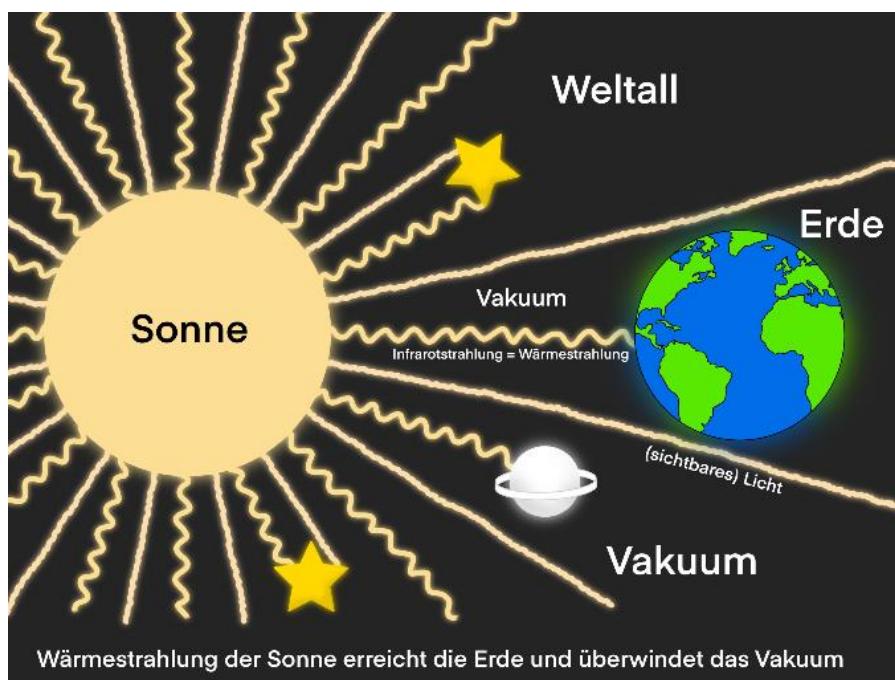 Weltall
Erde
Vakuum
Sonne
Infrarotstrahlung = Wärmestrahlung
(sichtbares) Licht
Vakuum
Wärmestrahlung der Sonne erreicht die Erde und überwindet das Vakuum